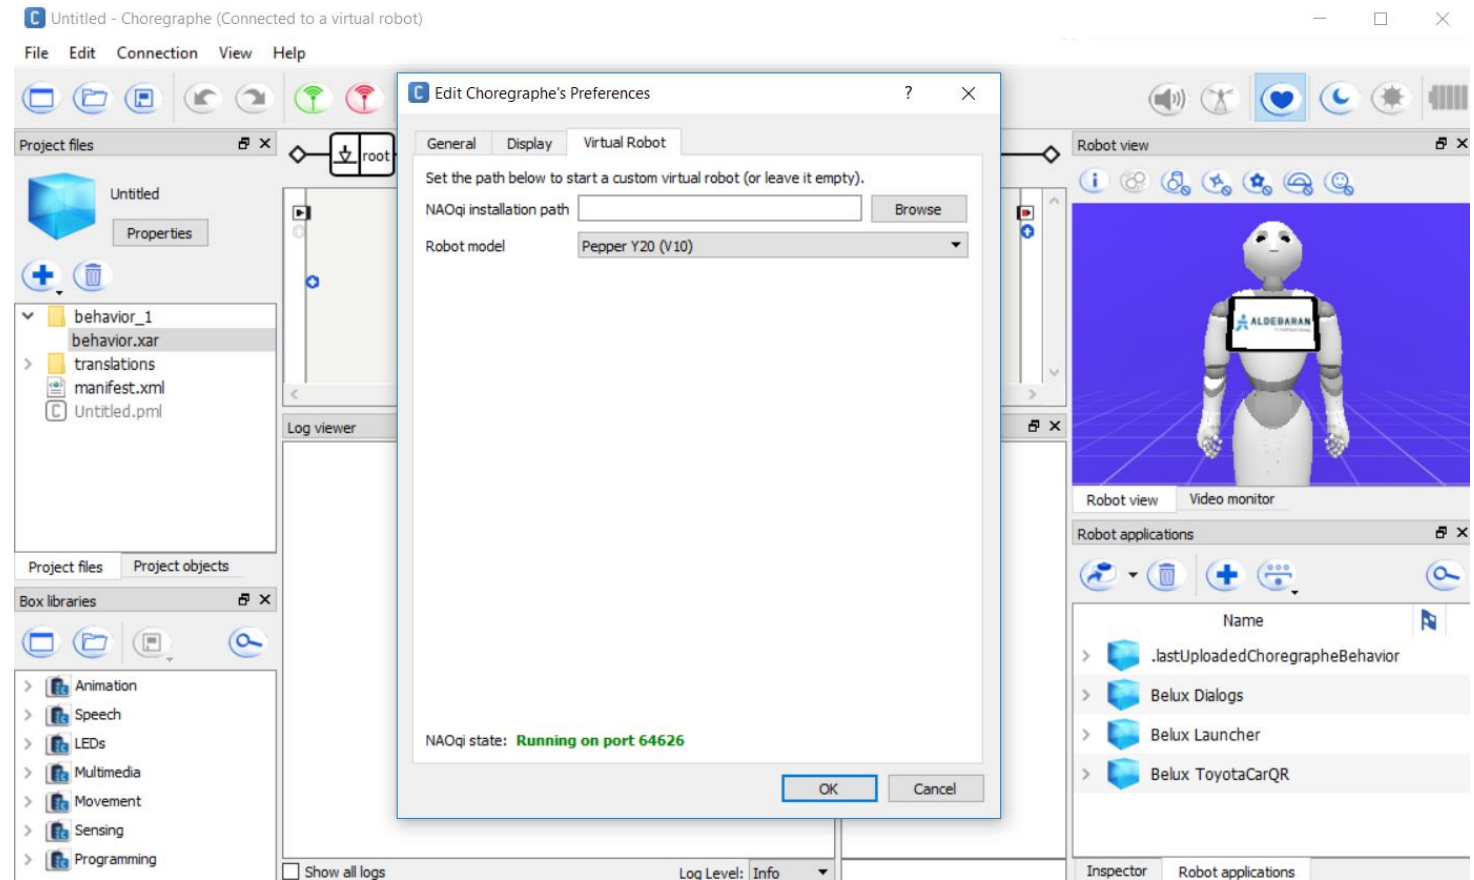 Untitled - Choregraphe (Connected to a virtual robot)
File Edit Connection View Help
Project files
Untitled
Properties
behavior_1
behavior.xar
translations
manifest.xml
Untitled.pml
Project files Project objects
Box libraries
Animation
Speech
LEDs
Multimedia
Movement
Sensing
Programming
root
Log viewer
Show all logs
Log Level: Info
Edit Choregraphe's Preferences
General Display Virtual Robot
Set the path below to start a custom virtual robot (or leave it empty).
NAOqi installation path Browse
Robot model Pepper Y20 (V10)
NAOqi state: Running on port 64626
OK Cancel
Robot view
ALDEBARAN
Robot view Video monitor
Robot applications
Name
.lastUploadedChoregrapheBehavior
Belux Dialogs
Belux Launcher
Belux ToyotaCarQR
Inspector Robot applications